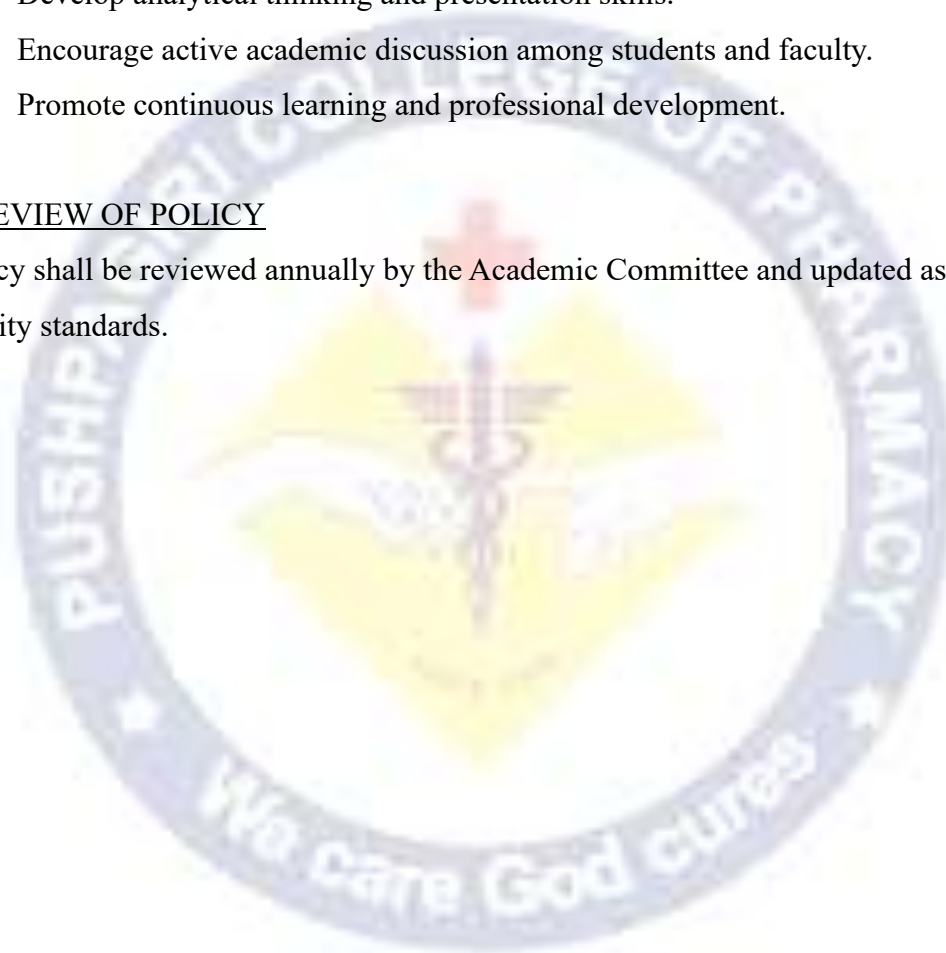 Develop analytical thinking and presentation skills.
Encourage active academic discussion among students and faculty.
Promote continuous learning and professional development.
EVIEW OF POLICY
cy shall be reviewed annually by the Academic Committee and updated as
ity standards.
PUSHPAGIRI COLLEGE OF PHARMACY
We care God cures